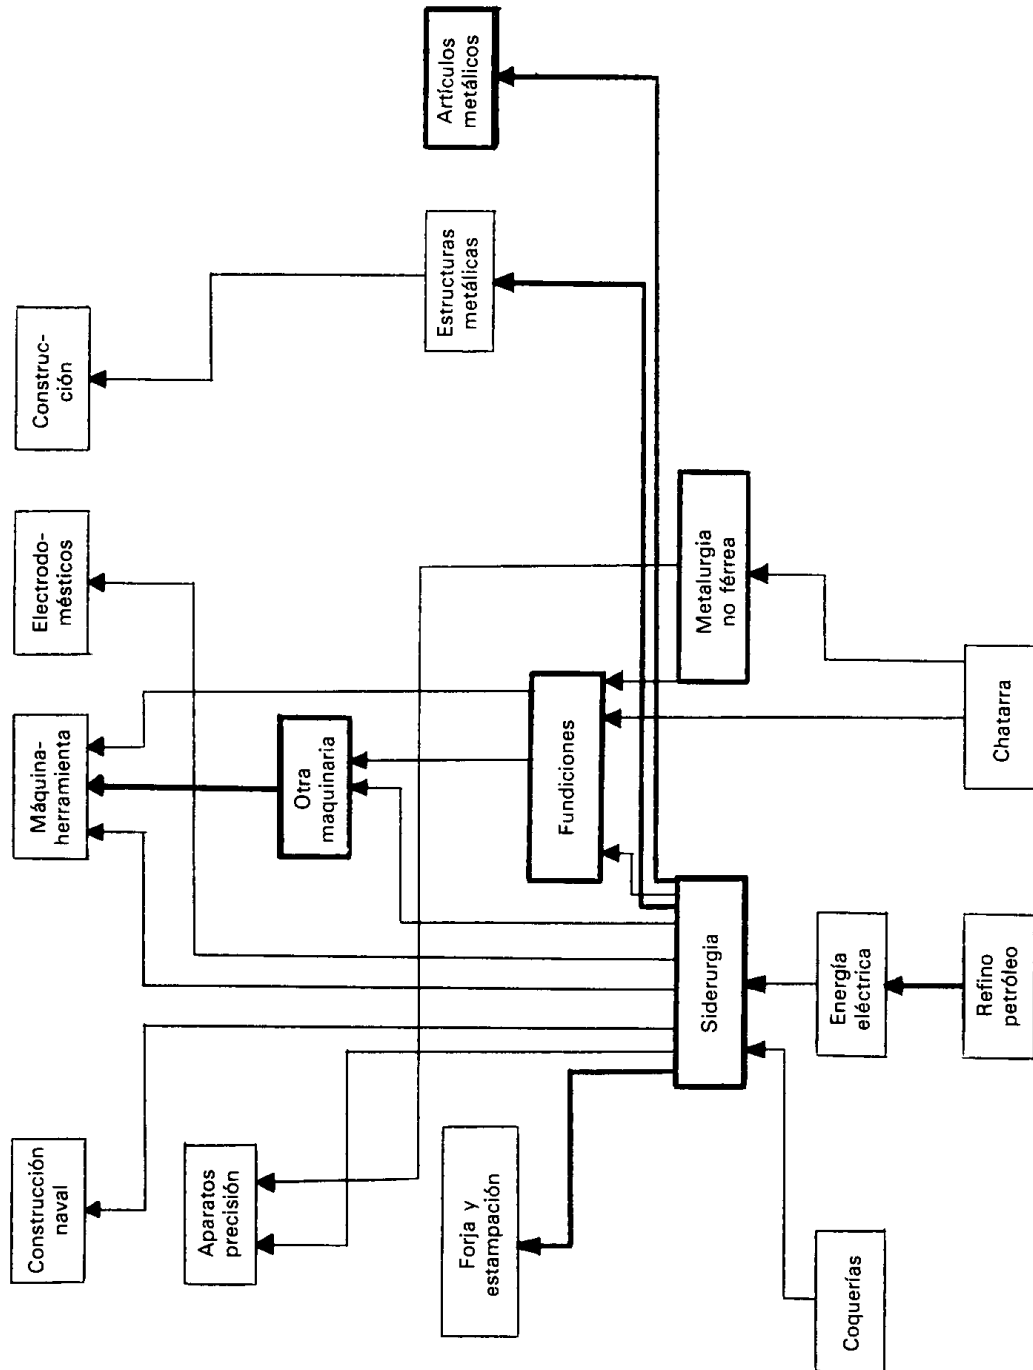 Construcción
naval
Máquina-
herramienta
Electrodo-
mésticos
Construc-
ción
Aparatos
precisión
Otra
maquinaria
Forja y
estampación
Fundiciones
Estructuras
metálicas
Artículos
metálicos
Siderurgia
Metalurgia
no férrea
Coquerías
Energía
eléctrica
Refino
petróleo
Chatarra